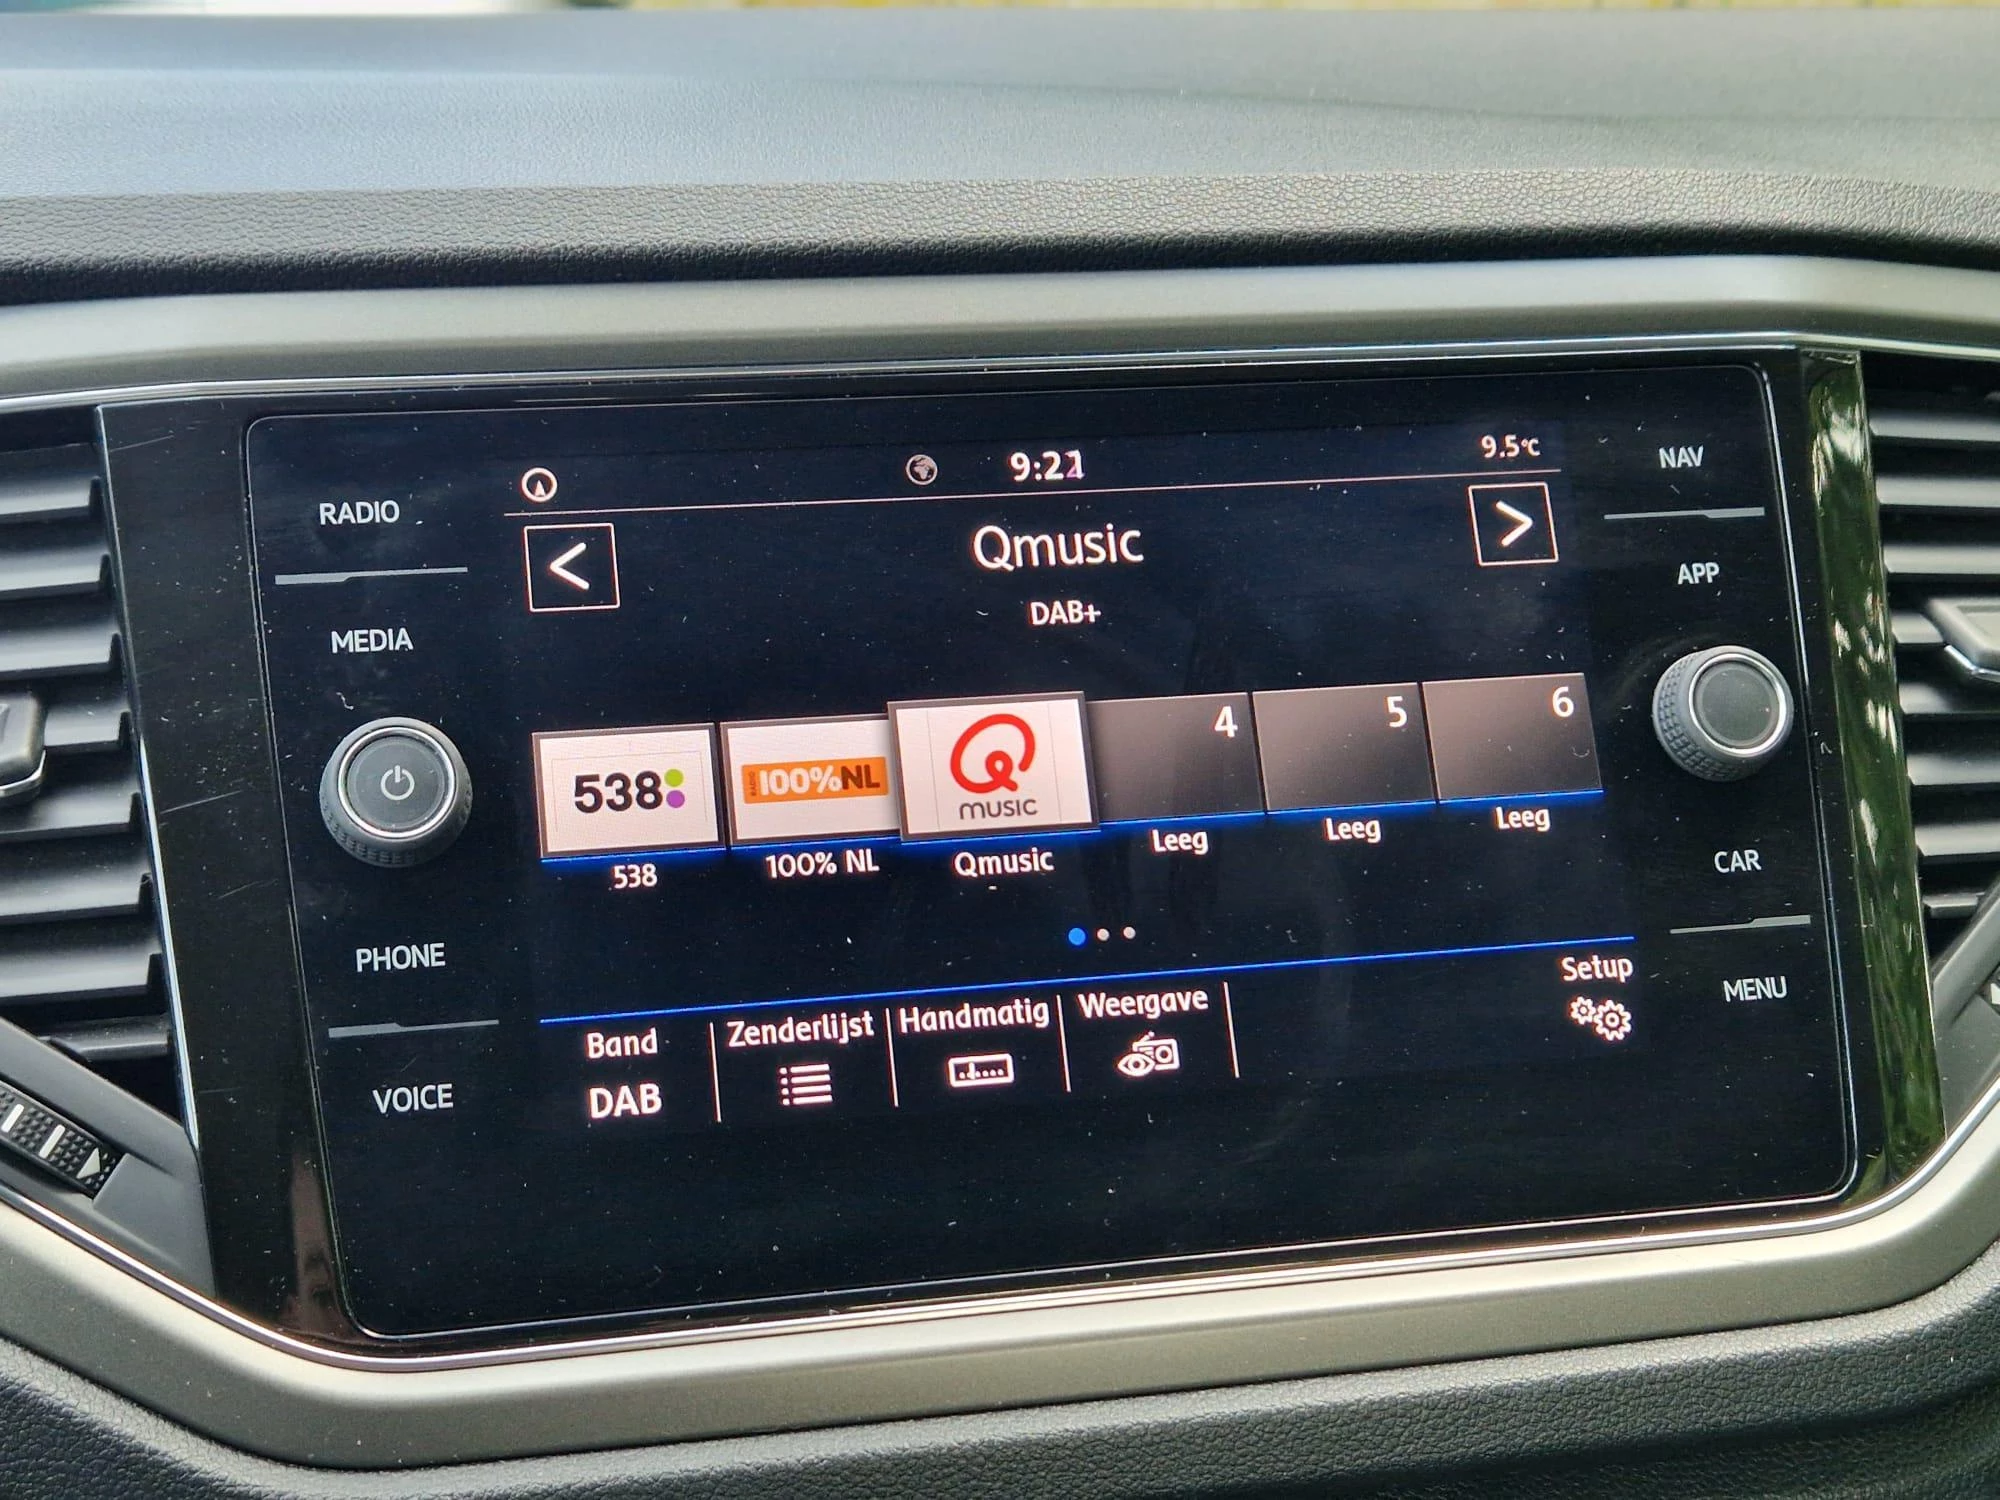 9:21
9.5°C
RADIO
NAV
Qmusic
DAB+
APP
MEDIA
538
RADIO 100%NL
Q
MUSIC
4
5
6
538
100% NL
Qmusic
Leeg
Leeg
Leeg
CAR
PHONE
Band
DAB
Zenderlijst
Handmatig
Weergave
Setup
MENU
VOICE